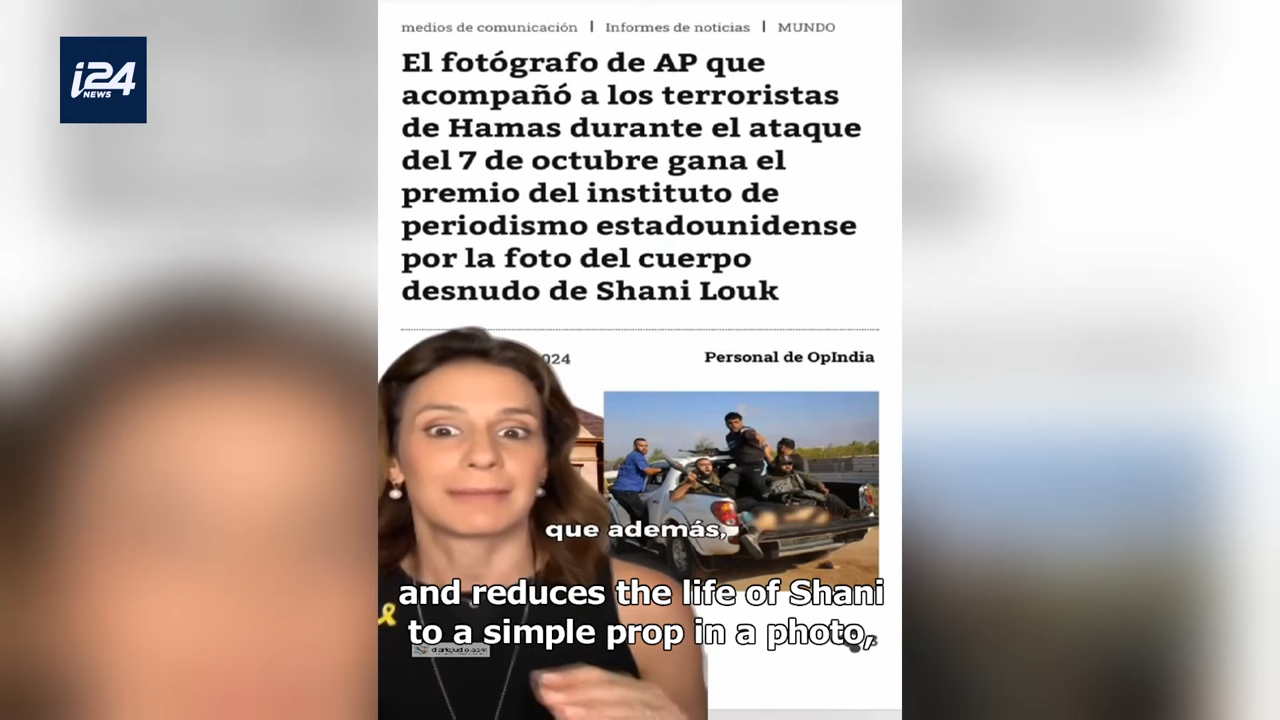 i24
NEWS
medios de comunicación | Informes de noticias | MUNDO
El fotógrafo de AP que
acompañó a los terroristas
de Hamas durante el ataque
del 7 de octubre gana el
premio del instituto de
periodismo estadounidense
por la foto del cuerpo
desnudo de Shani Louk
024
Personal de OpIndia
que además,
and reduces the life of Shani
to a simple prop in a photo,
diariojudio.com